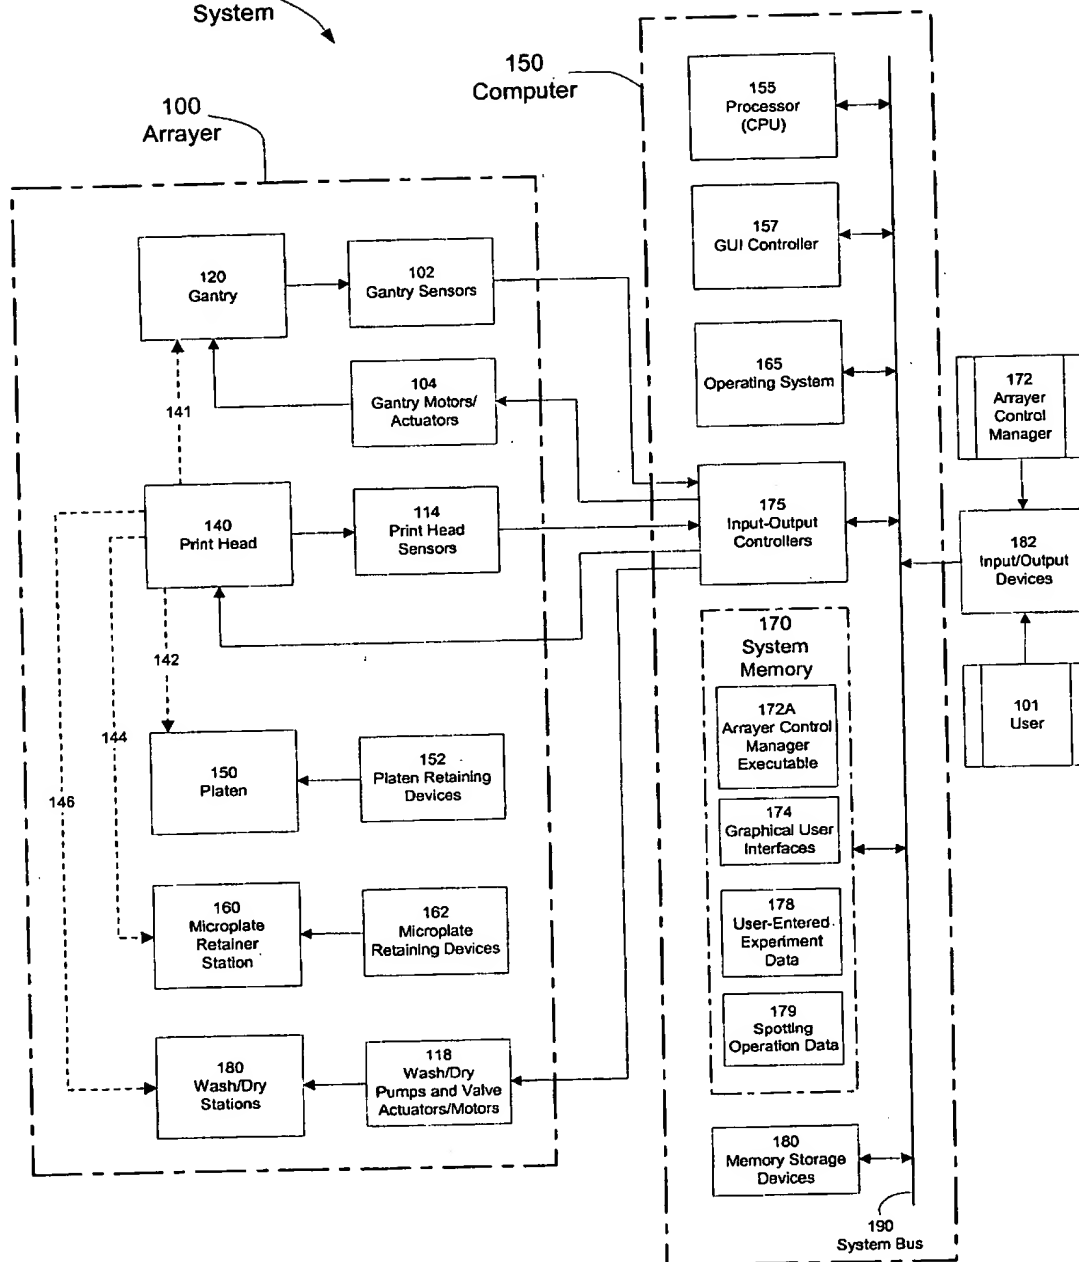 System
150
Computer
100
Arrayer
155
Processor
(CPU)
157
GUI Controller
120
Gantry
102
Gantry Sensors
165
Operating System
104
Gantry Motors/
Actuators
172
Arrayer
Control
Manager
141
140
Print Head
114
Print Head
Sensors
175
Input-Output
Controllers
182
Input/Output
Devices
170
System
Memory
142
172A
Arrayer Control
Manager
Executable
101
User
144
150
Platen
152
Platen Retaining
Devices
146
174
Graphical User
Interfaces
160
Microplate
Retainer
Station
162
Microplate
Retaining Devices
178
User-Entered
Experiment
Data
179
Spotting
Operation Data
180
Wash/Dry
Stations
118
Wash/Dry
Pumps and Valve
Actuators/Motors
180
Memory Storage
Devices
190
System Bus